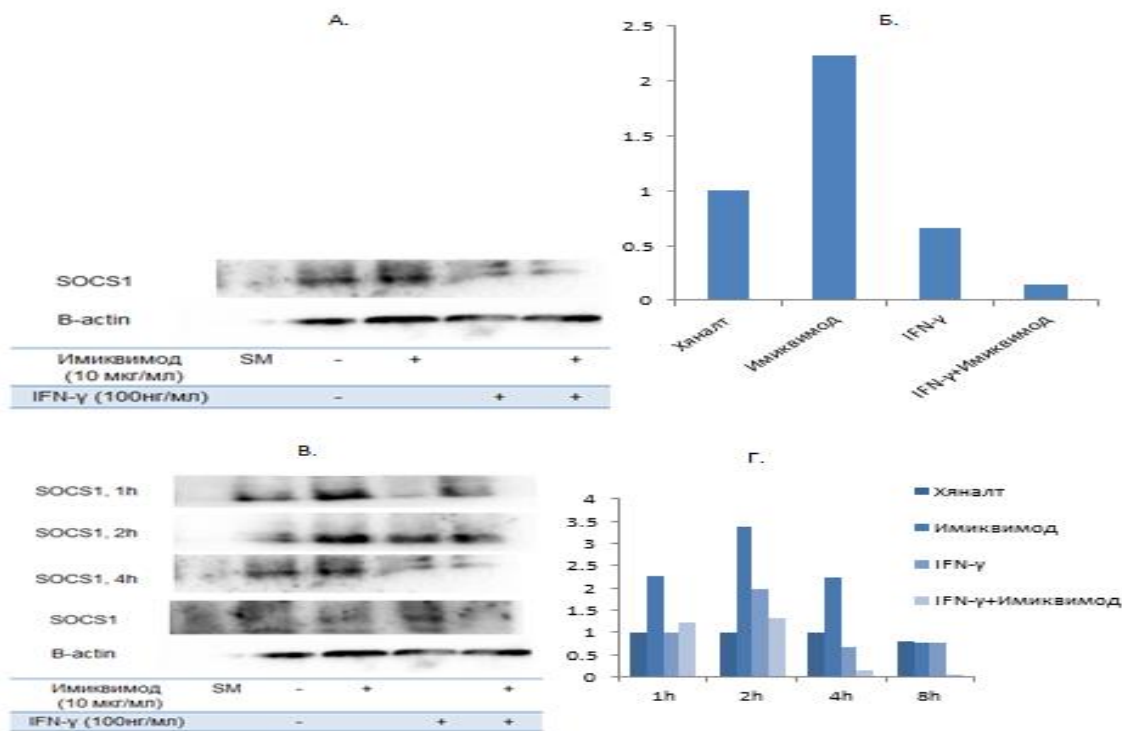 А.
SOCS1
B-actin
Имиквимод SM - + +
(10 мкг/мл)
IFN-γ (100нг/мл) - + +
Б.
2.5
2
1.5
1
0.5
0
Хяналт
Имиквимод
IFN-γ
IFN-γ+Имиквимод
В.
SOCS1, 1h
SOCS1, 2h
SOCS1, 4h
SOCS1
B-actin
Имиквимод SM - + +
(10 мкг/мл)
IFN-γ (100нг/мл) - + +
Г.
4
3.5
3
2.5
2
1.5
1
0.5
0
1h 2h 4h 8h
Хяналт
Имиквимод
IFN-γ
IFN-γ+Имиквимод